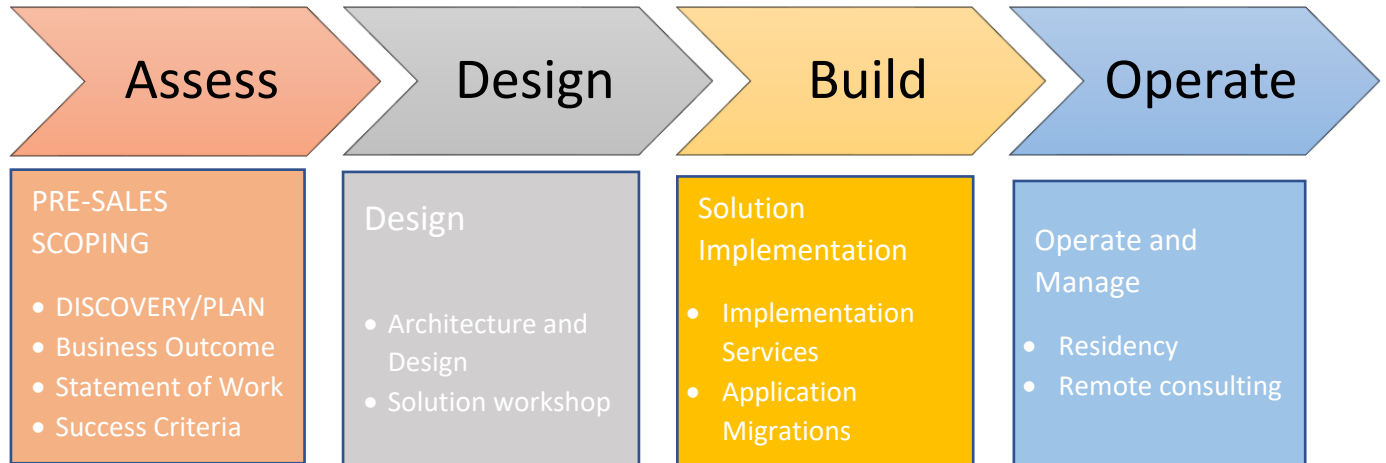 Assess
Design
Build
Operate
PRE-SALES
SCOPING
• DISCOVERY/PLAN
• Business Outcome
• Statement of Work
• Success Criteria
Design
• Architecture and
Design
• Solution workshop
Solution
Implementation
• Implementation
Services
• Application
Migrations
Operate and
Manage
• Residency
• Remote consulting